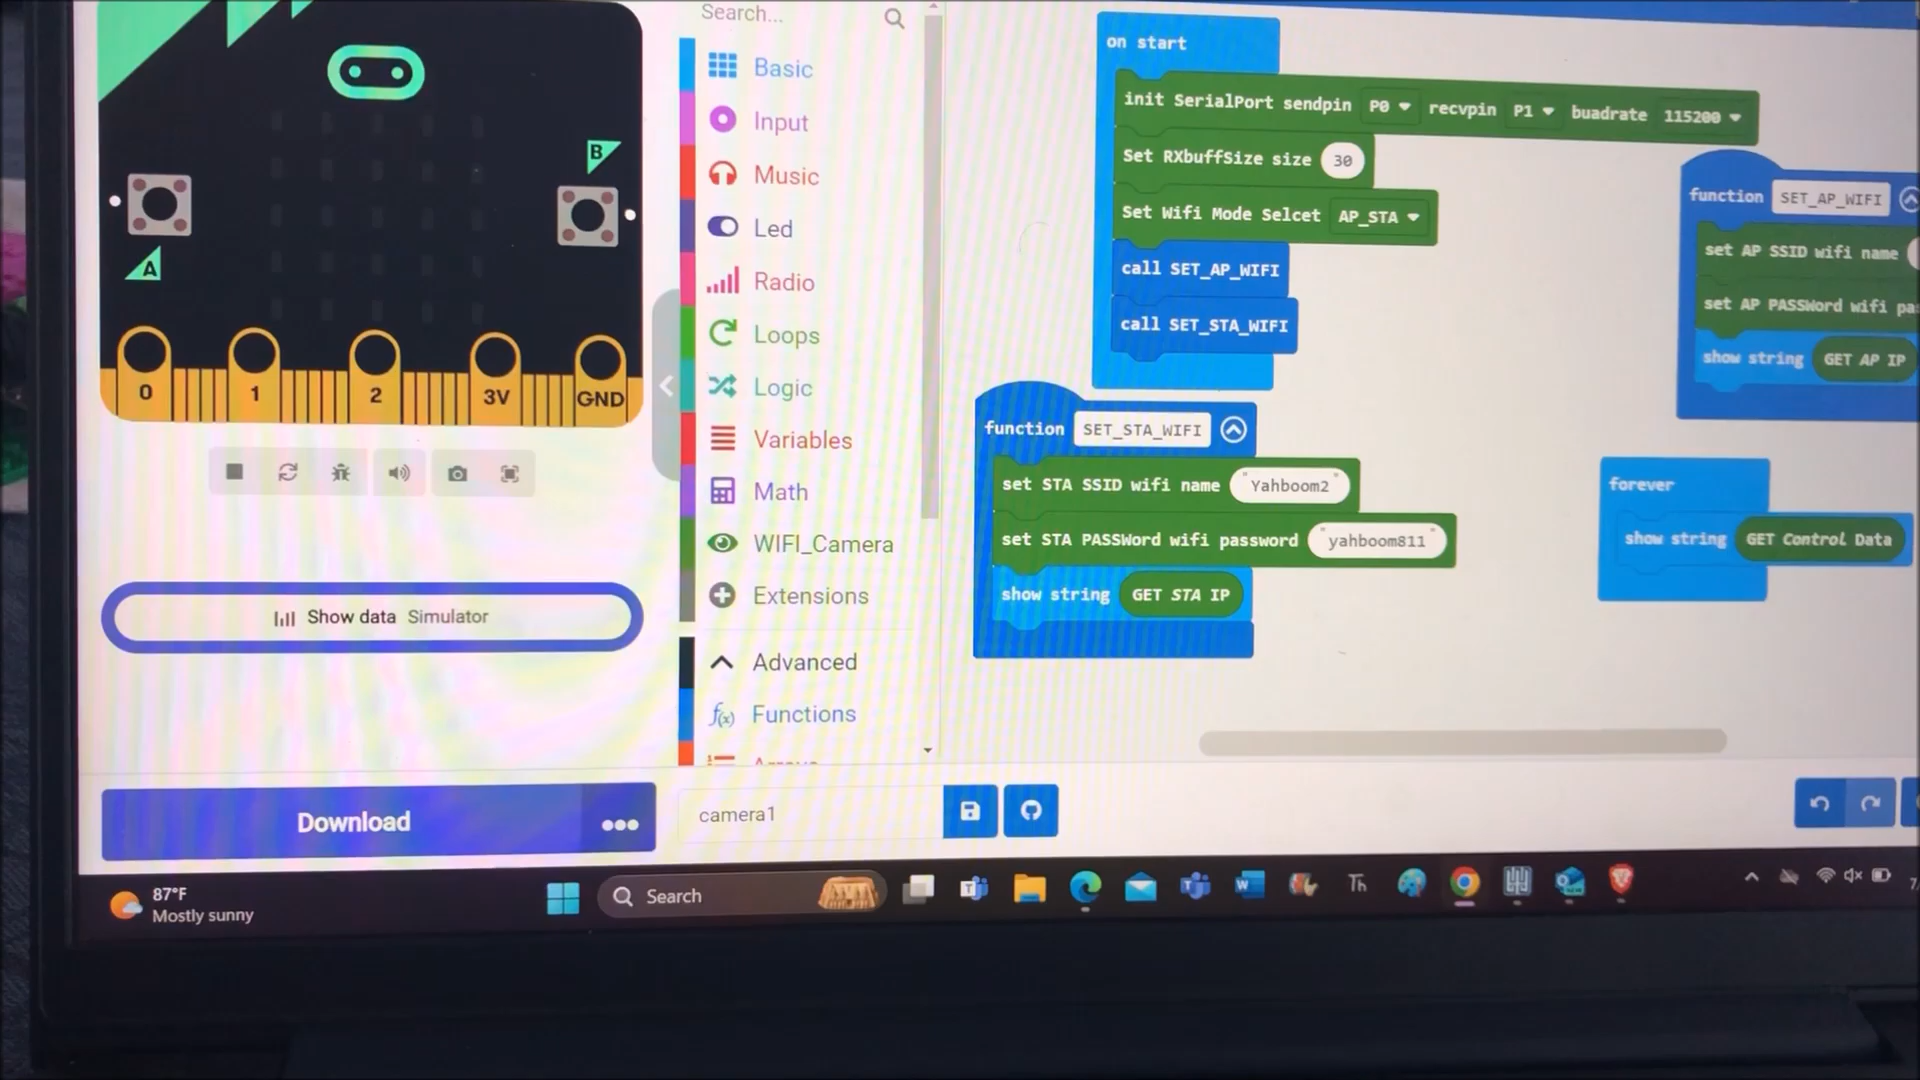 Search...
Basic
Input
Music
Led
Radio
Loops
Logic
Variables
Math
WIFI_Camera
Extensions
Advanced
Functions
B
A
0 1 2 3V GND
Show data Simulator
Download
camera1
on start
init SerialPort sendpin P0 recvpin P1 buadrate 115200
Set RXbuffSize size 30
Set Wifi Mode Selcet AP_STA
call SET_AP_WIFI
call SET_STA_WIFI
function SET_AP_WIFI
set AP SSID wifi name
set AP PASSWord wifi pa
show string GET AP IP
function SET_STA_WIFI
set STA SSID wifi name "Yahboom2"
set STA PASSWord wifi password "yahboom811"
show string GET STA IP
forever
show string GET Control Data
87°F
Mostly sunny
Search